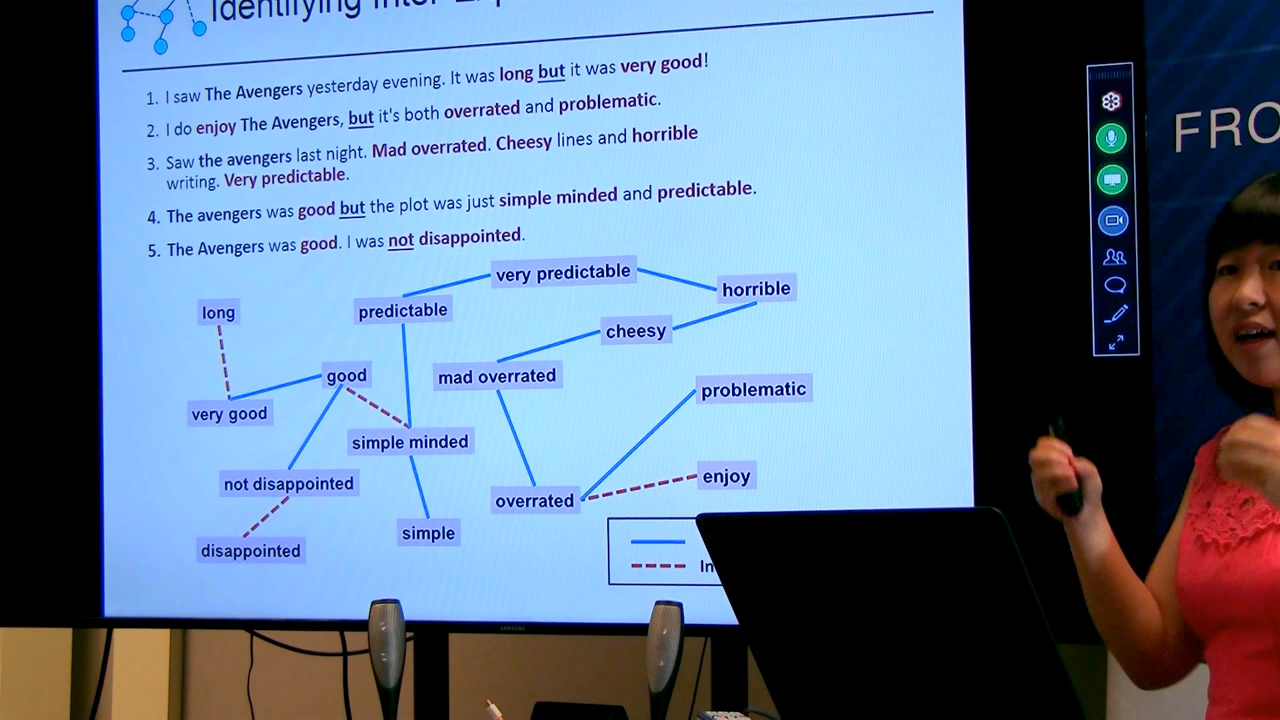 Identifying
1. I saw The Avengers yesterday evening. It was long but it was very good!
2. I do enjoy The Avengers, but it's both overrated and problematic.
3. Saw the avengers last night. Mad overrated. Cheesy lines and horrible
writing. Very predictable.
4. The avengers was good but the plot was just simple minded and predictable.
5. The Avengers was good. I was not disappointed.
very predictable
horrible
long
predictable
cheesy
good
mad overrated
problematic
very good
simple minded
not disappointed
enjoy
overrated
simple
disappointed
SAMSUNG